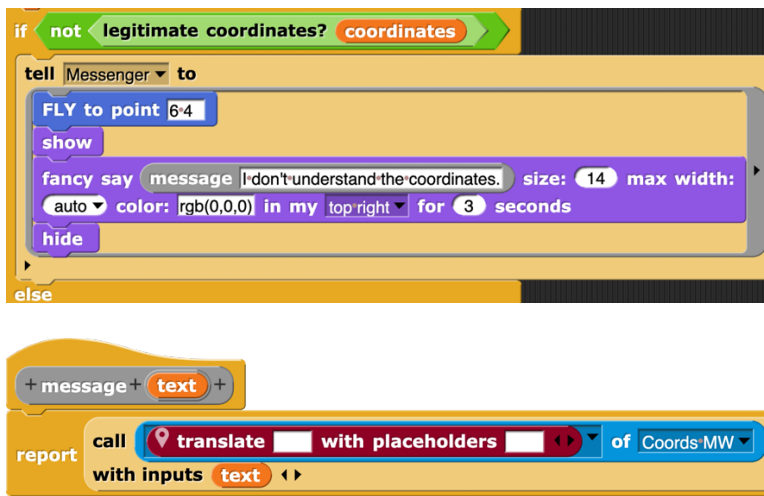 if not legitimate coordinates? coordinates
tell Messenger to
FLY to point 6 4
show
fancy say message I don't understand the coordinates. size: 14 max width:
auto color: rgb(0,0,0) in my top right for 3 seconds
hide
else
+ message + text +
report call translate with placeholders of Coords MW
with inputs text